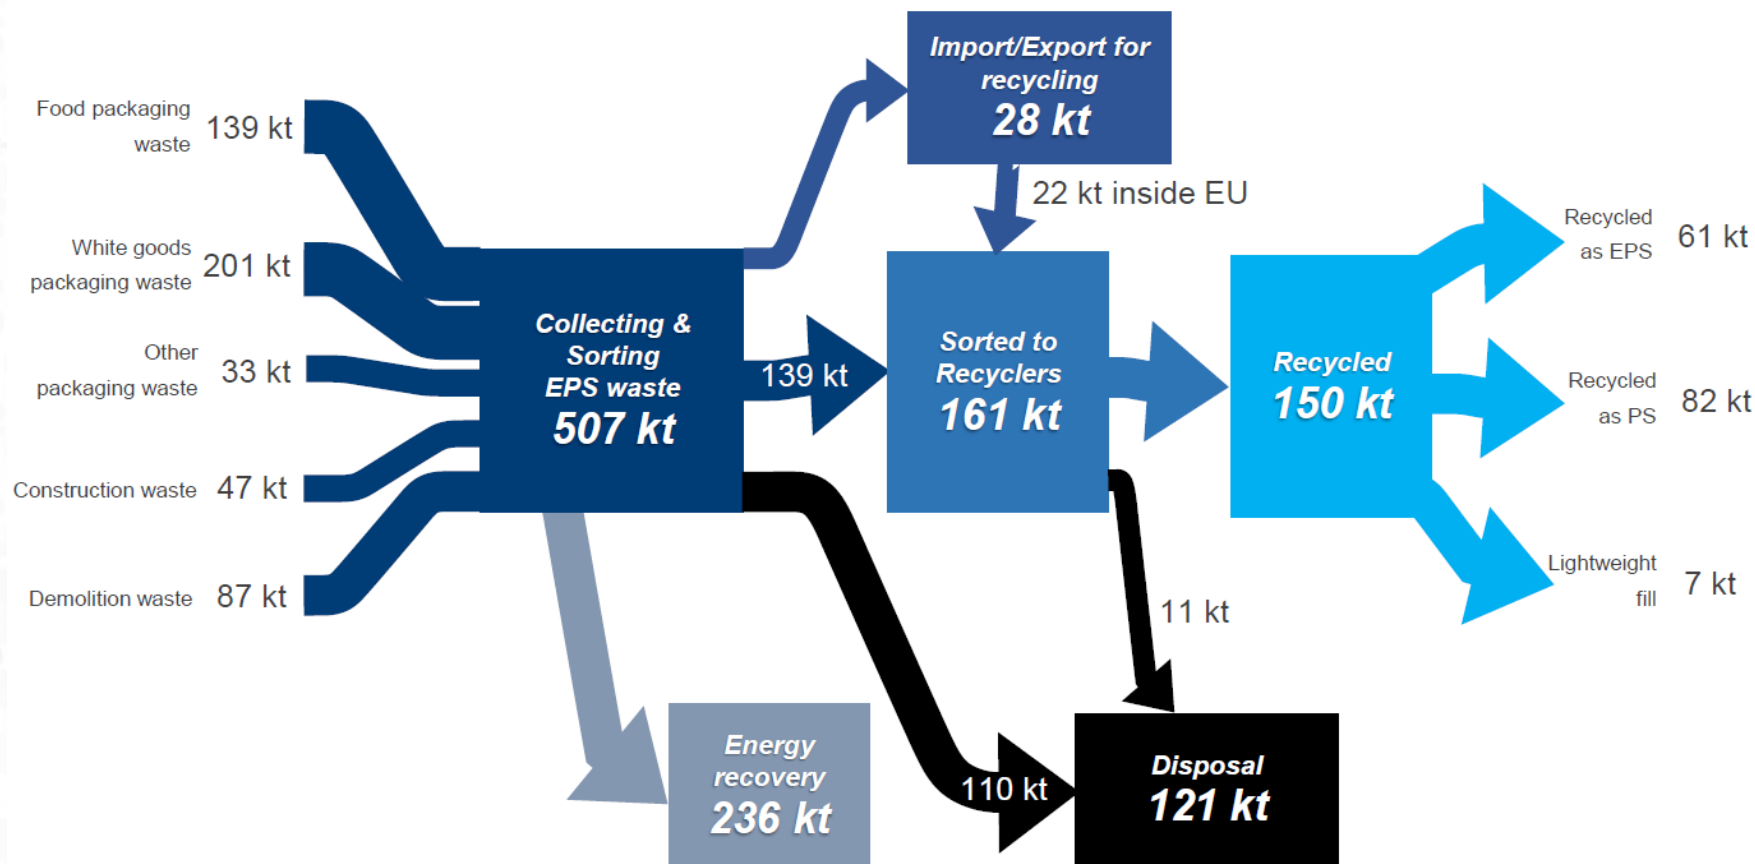 Import/Export for
recycling
28 kt
22 kt inside EU
Food packaging
waste
139 kt
White goods
packaging waste
201 kt
Other
packaging waste
33 kt
Construction waste
47 kt
Demolition waste
87 kt
Collecting &
Sorting
EPS waste
507 kt
139 kt
Sorted to
Recyclers
161 kt
Recycled
150 kt
Recycled
as EPS
61 kt
Recycled
as PS
82 kt
Lightweight
fill
7 kt
11 kt
Energy
recovery
236 kt
110 kt
Disposal
121 kt